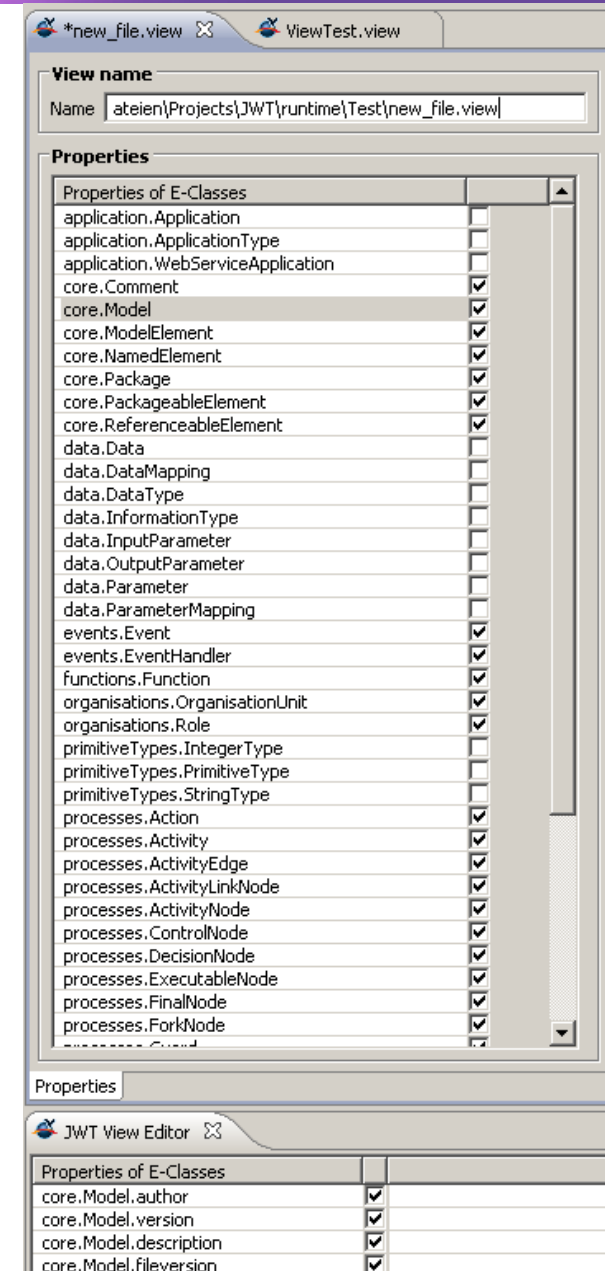 *new_file.view ViewTest.view
View name
Name ateien\Projects\JWT\runtime\Test\new_file.view
Properties
Properties of E-Classes
application.Application
application.ApplicationType
application.WebServiceApplication
core.Comment
core.Model
core.ModelElement
core.NamedElement
core.Package
core.PackageableElement
core.ReferenceableElement
data.Data
data.DataMapping
data.DataType
data.InformationType
data.InputParameter
data.OutputParameter
data.Parameter
data.ParameterMapping
events.Event
events.EventHandler
functions.Function
organisations.OrganisationUnit
organisations.Role
primitiveTypes.IntegerType
primitiveTypes.PrimitiveType
primitiveTypes.StringType
processes.Action
processes.Activity
processes.ActivityEdge
processes.ActivityLinkNode
processes.ActivityNode
processes.ControlNode
processes.DecisionNode
processes.ExecutableNode
processes.FinalNode
processes.ForkNode
Properties
JWT View Editor
Properties of E-Classes
core.Model.author
core.Model.version
core.Model.description
core.Model.fileversion